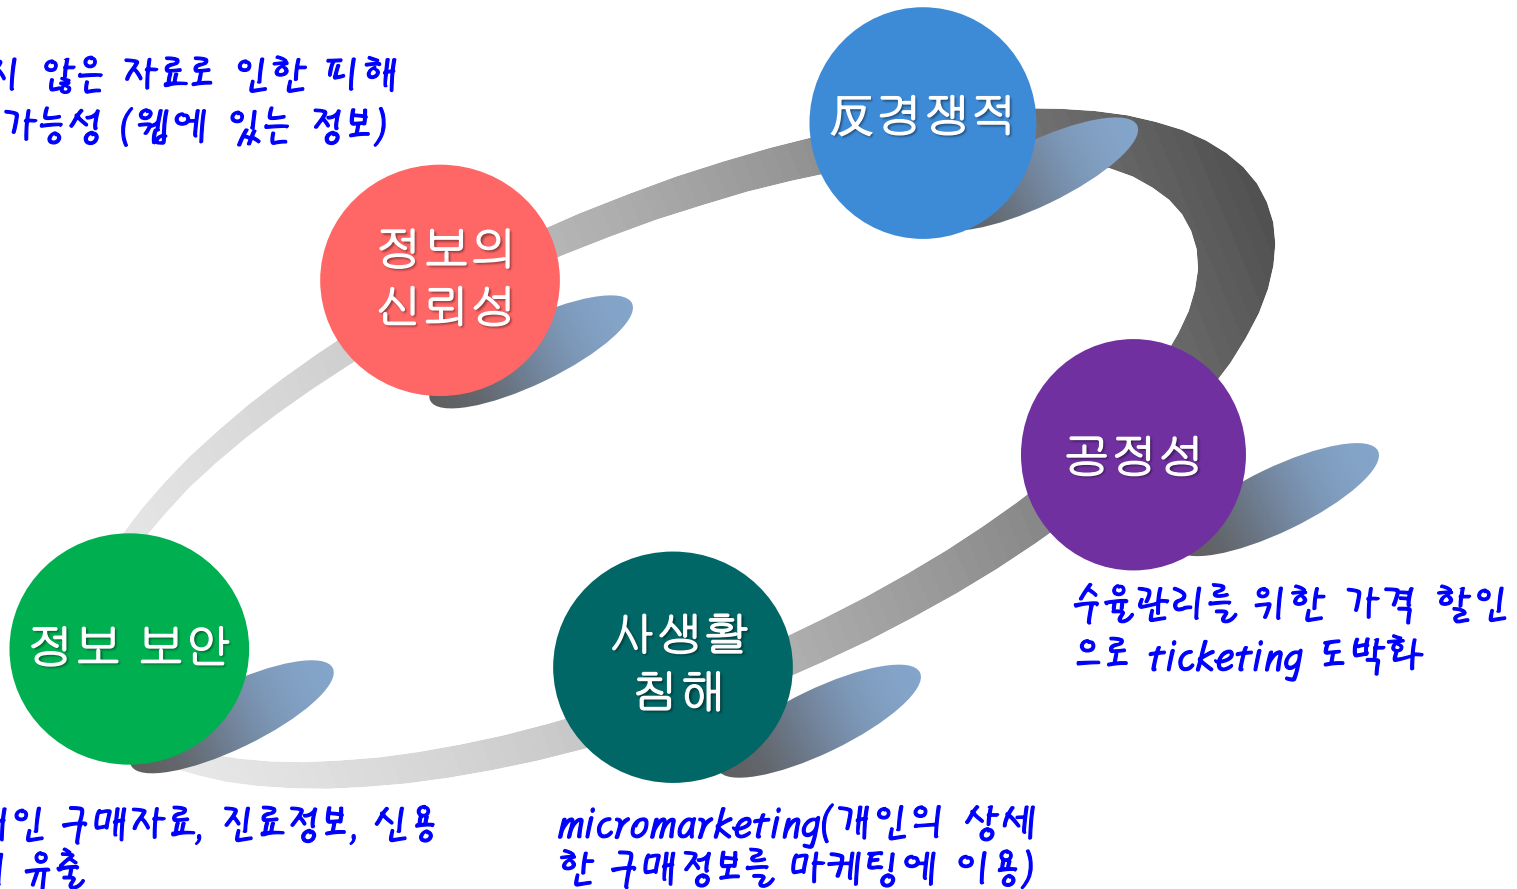 않은 자료로 인한 피해
가능성 (웹에 있는 정보)
反경쟁적
정보의
신뢰성
공정성
수율관리를 위한 가격 할인
으로 ticketing 도박화
정보 보안
사생활
침해
구매자료, 진료정보, 신용
유출
micromarketing(개인의 상세
한 구매정보를 마케팅에 이용)